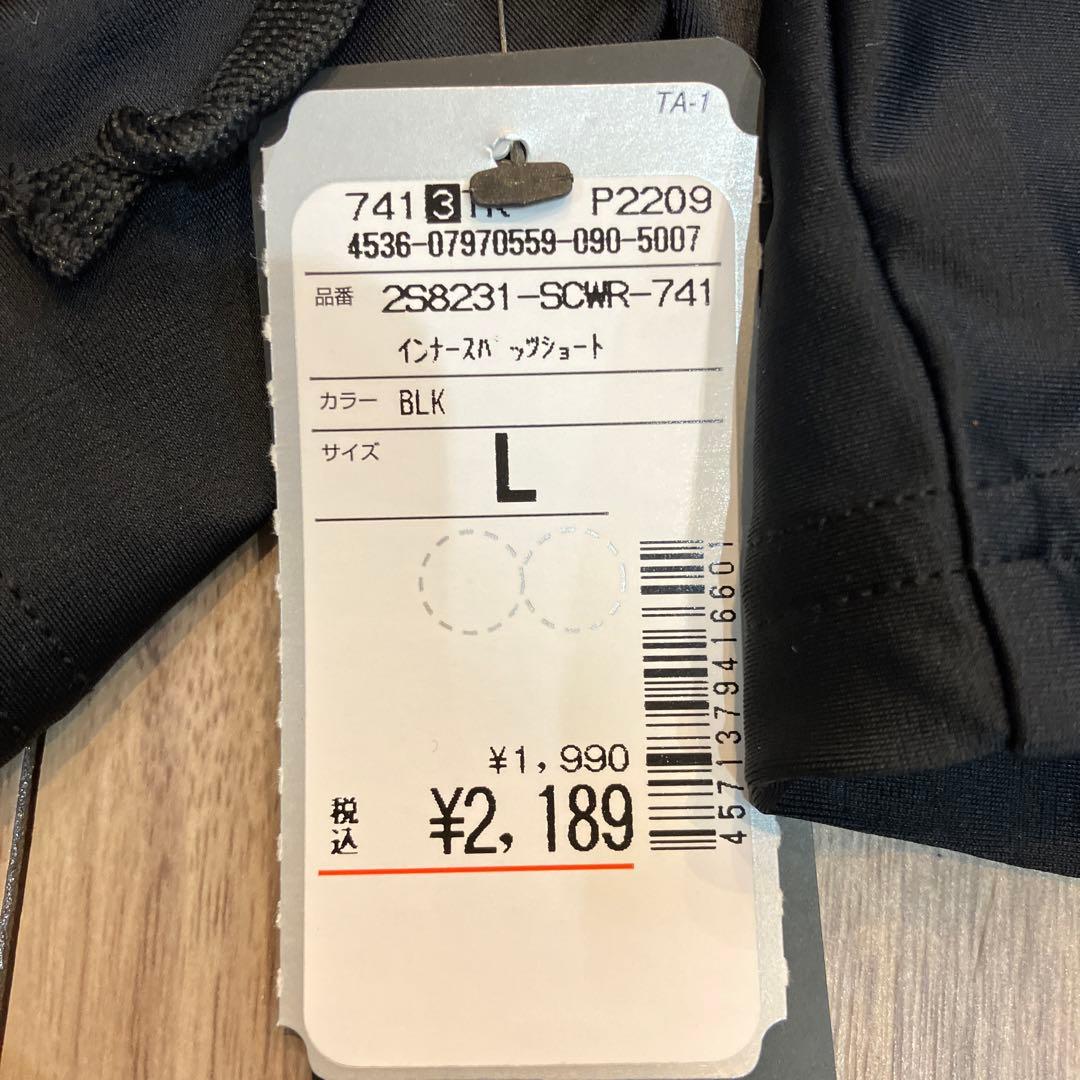 TA-1
741 3 P2209
4536-07970559-090-5007
品番 2S8231-SCWR-741
ｲﾝﾅｰｽﾊﾟｯﾂｼｮｰﾄ
カラー BLK
サイズ L
¥1,990
税込 ¥2,189
4571379416601